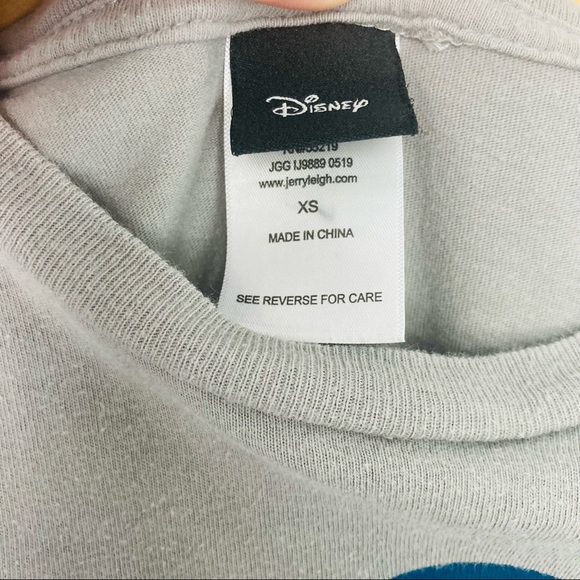 Disney
JGG IJ9889 0519
www.jerryleigh.com
XS
MADE IN CHINA
SEE REVERSE FOR CARE